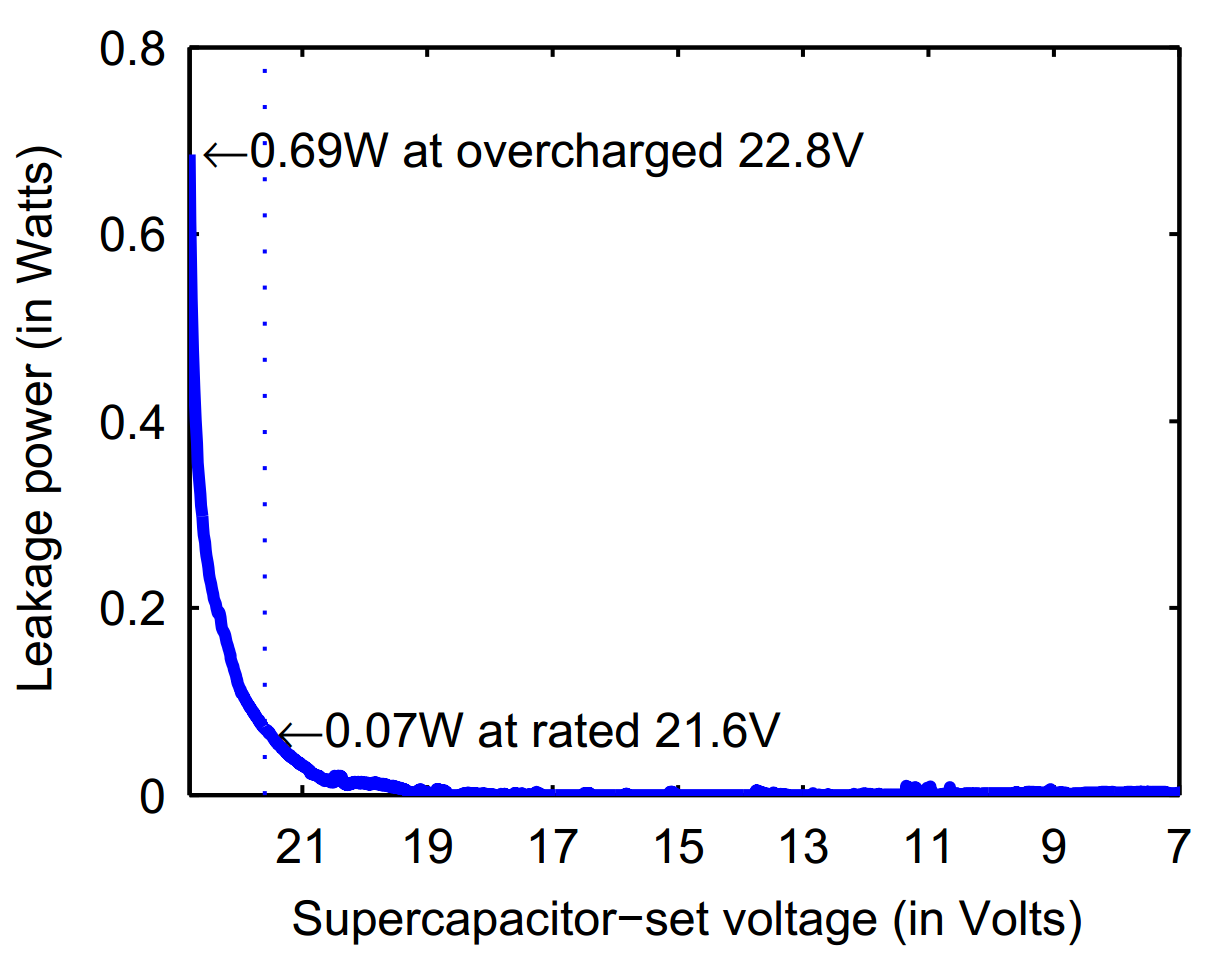 0.8
←0.69W at overcharged 22.8V
0.6
0.4
0.2
←0.07W at rated 21.6V
0
21 19 17 15 13 11 9 7
Supercapacitor−set voltage (in Volts)
Leakage power (in Watts)